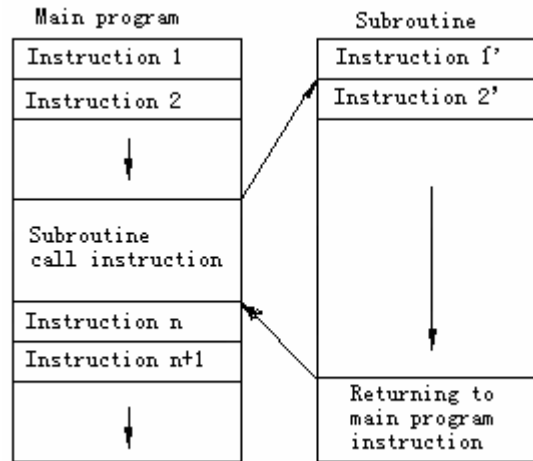 Main program
Instruction 1
Instruction 2
Subroutine
call instruction
Instruction n
Instruction n+1
Subroutine
Instruction 1'
Instruction 2'
Returning to
main program
instruction